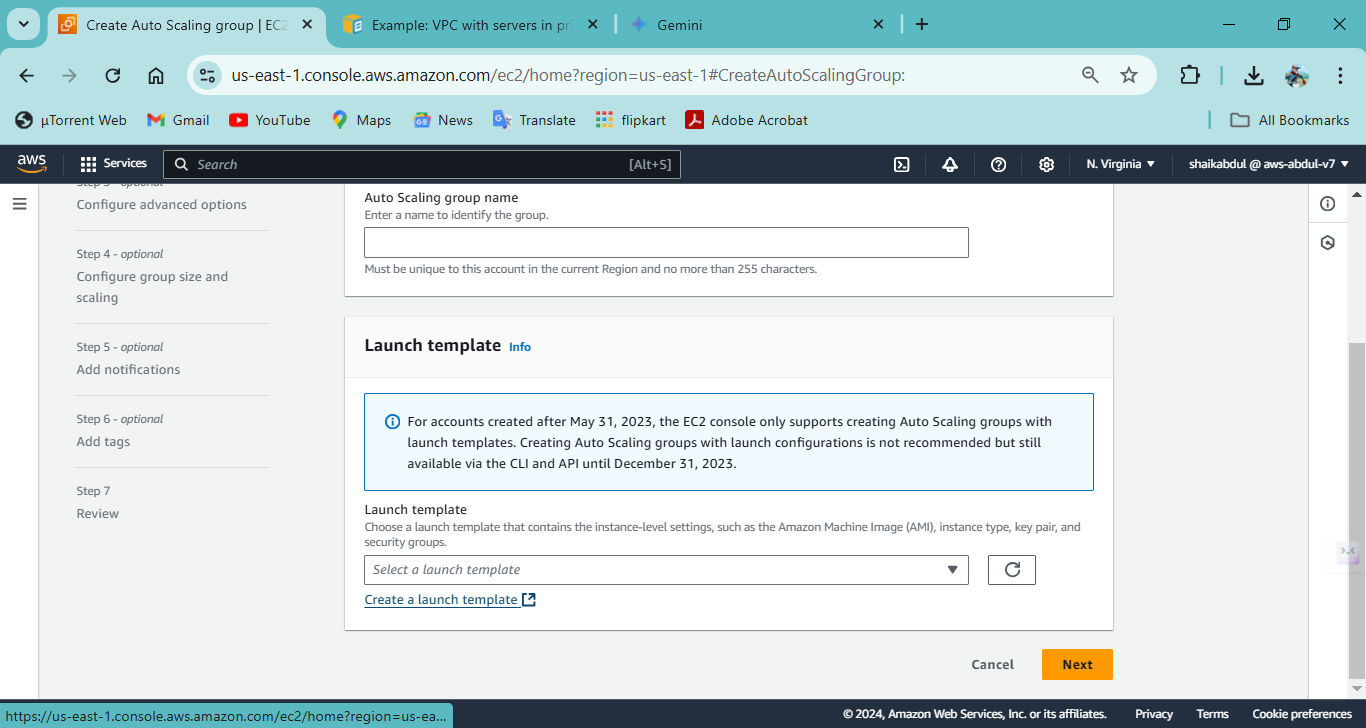 Create Auto Scaling group | EC2
Example: VPC with servers in pri
Gemini
us-east-1.console.aws.amazon.com/ec2/home?region=us-east-1#CreateAutoScalingGroup:
µTorrent Web
Gmail
YouTube
Maps
News
Translate
flipkart
Adobe Acrobat
All Bookmarks
aws
Services
Search
[Alt+S]
N. Virginia
shaikabdul @ aws-abdul-v7
Step 3 - optional
Configure advanced options
Step 4 - optional
Configure group size and
scaling
Step 5 - optional
Add notifications
Step 6 - optional
Add tags
Step 7
Review
Auto Scaling group name
Enter a name to identify the group.
Must be unique to this account in the current Region and no more than 255 characters.
Launch template Info
For accounts created after May 31, 2023, the EC2 console only supports creating Auto Scaling groups with
launch templates. Creating Auto Scaling groups with launch configurations is not recommended but still
available via the CLI and API until December 31, 2023.
Launch template
Choose a launch template that contains the instance-level settings, such as the Amazon Machine Image (AMI), instance type, key pair, and
security groups.
Select a launch template
Create a launch template
Cancel
Next
https://us-east-1.console.aws.amazon.com/ec2/home?region=us-ea...
© 2024, Amazon Web Services, Inc. or its affiliates.
Privacy
Terms
Cookie preferences